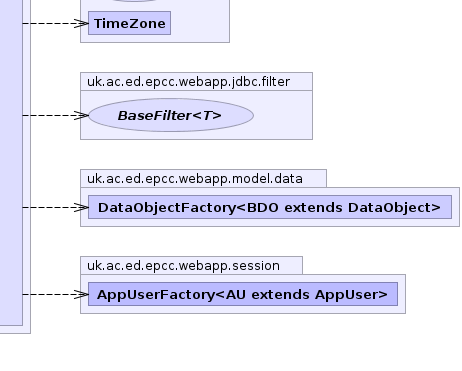 TimeZone
uk.ac.ed.epcc.webapp.jdbc.filter
BaseFilter<T>
uk.ac.ed.epcc.webapp.model.data
DataObjectFactory<BDO extends DataObject>
uk.ac.ed.epcc.webapp.session
AppUserFactory<AU extends AppUser>